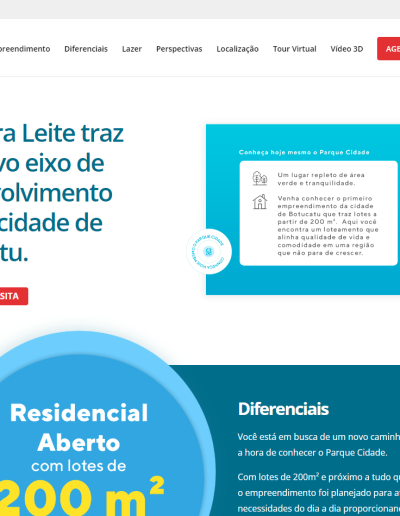 preendimento Diferenciais Lazer Perspectivas Localização Tour Virtual Vídeo 3D AGE
ra Leite traz
vo eixo de
volvimento
cidade de
tu.
SITA
Conheça hoje mesmo o Parque Cidade
Um lugar repleto de área
verde e tranquilidade.
Venha conhecer o primeiro
empreendimento da cidade
de Botucatu que traz lotes a
partir de 200 m². Aqui você
encontra um loteamento que
alinha qualidade de vida e
comodidade em uma região
que não para de crescer.
Residencial
Aberto
com lotes de
200 m²
Diferenciais
Você está em busca de um novo caminh
a hora de conhecer o Parque Cidade.
Com lotes de 200m² e próximo a tudo qu
o empreendimento foi planejado para at
necessidades do dia a dia proporcionand